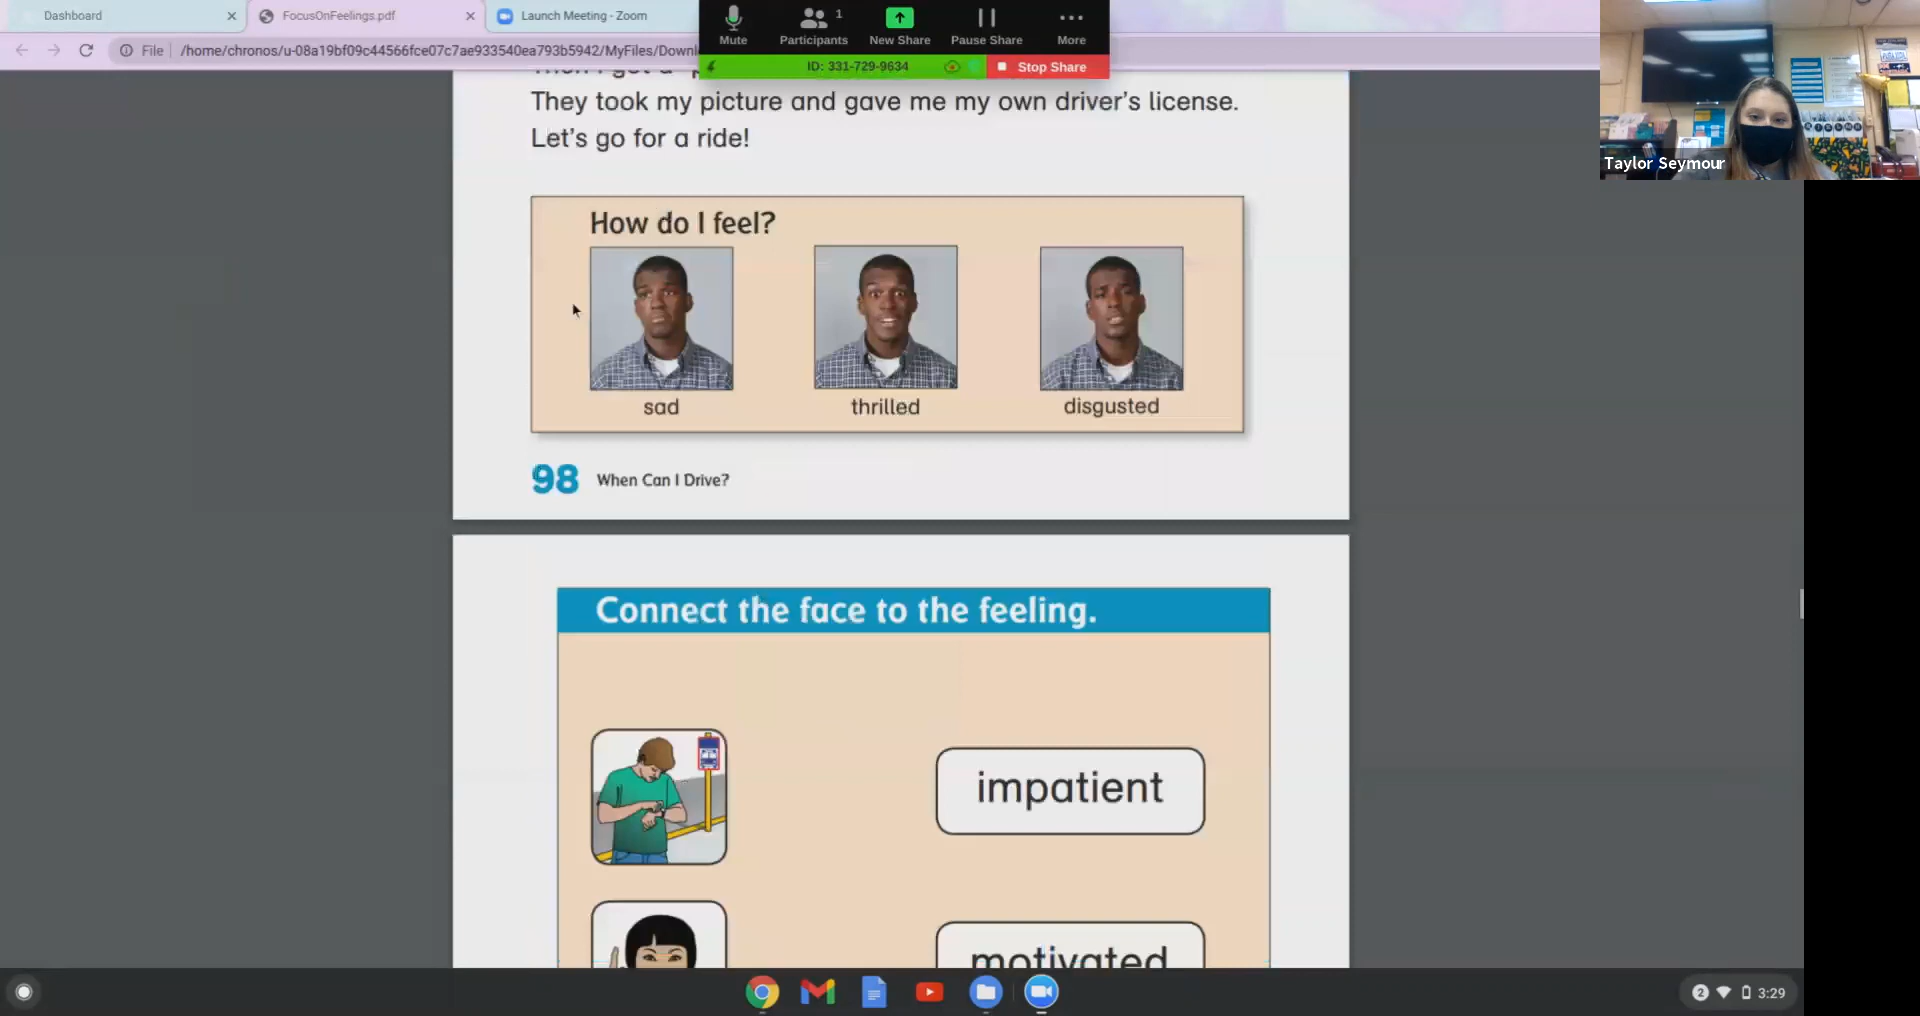 Dashboard
FocusOnFeelings.pdf
Launch Meeting - Zoom
Mute
Participants
1
New Share
Pause Share
More
File
/home/chronos/u-08a19bf09c44566fce07c7ae933540ea793b5942/MyFiles/Downl
ID: 331-729-9634
Stop Share
Taylor Seymour
They took my picture and gave me my own driver's license.
Let's go for a ride!
How do I feel?
sad
thrilled
disgusted
98
When Can I Drive?
Connect the face to the feeling.
impatient
motivated
2
3:29